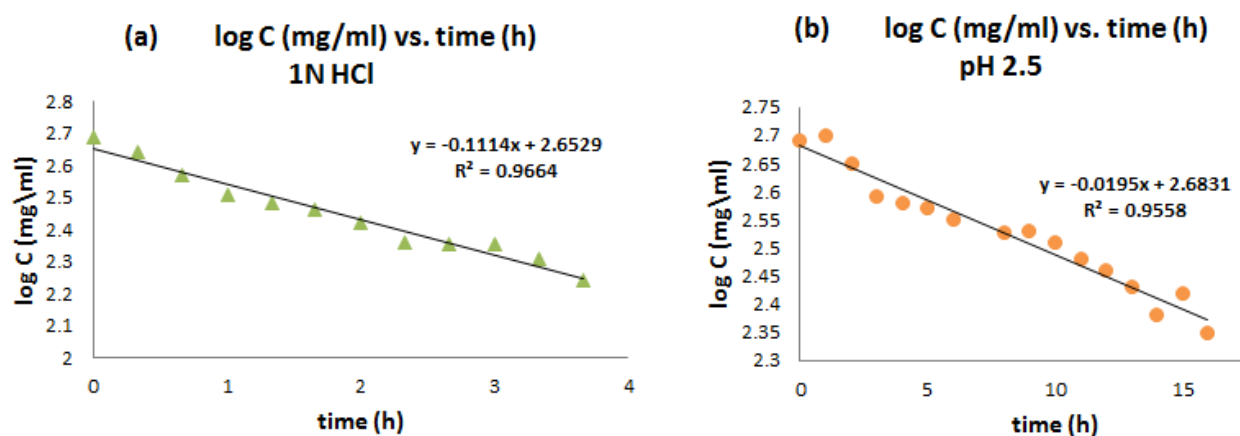 (a) log C (mg/ml) vs. time (h)
1N HCl
2.8
2.7
2.6
2.5
2.4
2.3
2.2
2.1
2
log C (mg\ml)
y = -0.1114x + 2.6529
R² = 0.9664
0 1 2 3 4
time (h)
(b) log C (mg/ml) vs. time (h)
pH 2.5
2.75
2.7
2.65
2.6
2.55
2.5
2.45
2.4
2.35
2.3
log C (mg\ml)
y = -0.0195x + 2.6831
R² = 0.9558
0 5 10 15
time (h)